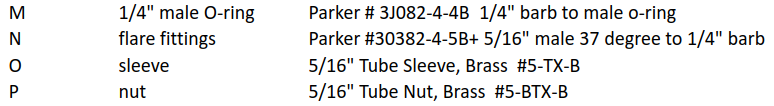 M 1/4" male O-ring Parker # 3J082-4-4B 1/4" barb to male o-ring
N flare fittings Parker #30382-4-5B+ 5/16" male 37 degree to 1/4" barb
O sleeve 5/16" Tube Sleeve, Brass #5-TX-B
P nut 5/16" Tube Nut, Brass #5-BTX-B